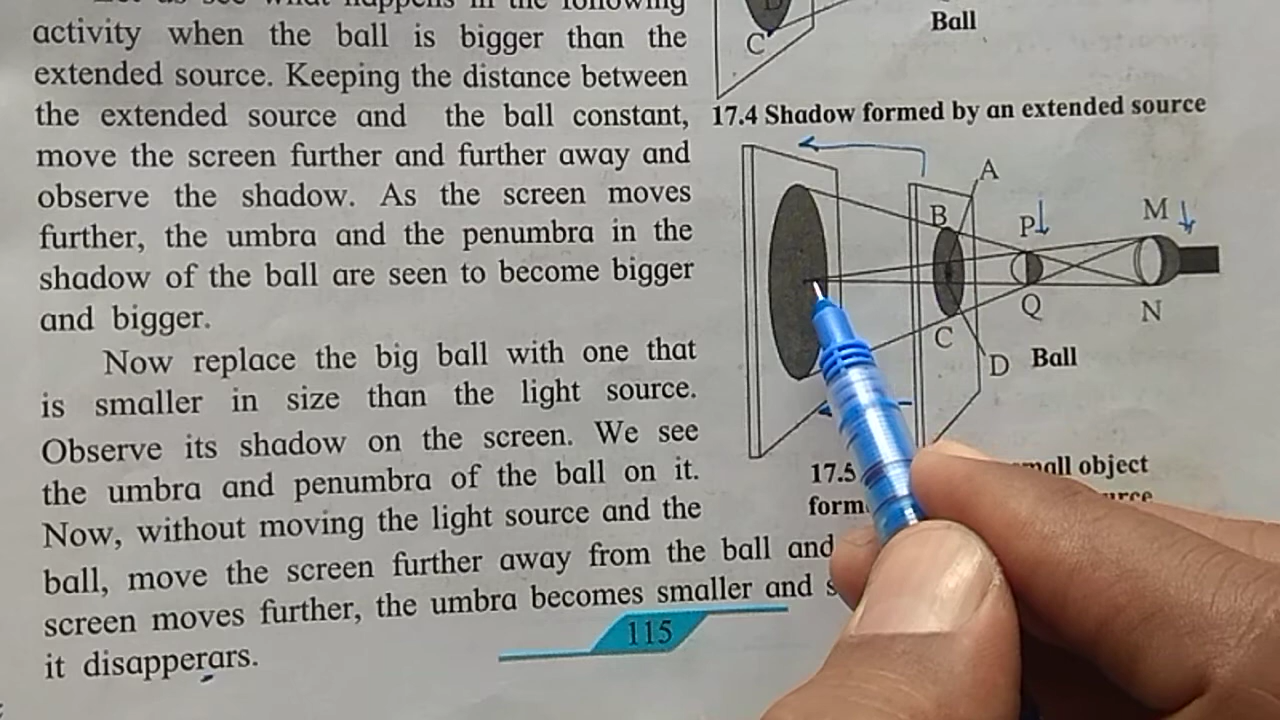 activity when the ball is bigger than the
extended source. Keeping the distance between
the extended source and the ball constant,
move the screen further and further away and
observe the shadow. As the screen moves
further, the umbra and the penumbra in the
shadow of the ball are seen to become bigger
and bigger.
Now replace the big ball with one that
is smaller in size than the light source.
Observe its shadow on the screen. We see
the umbra and penumbra of the ball on it.
Now, without moving the light source and the
ball, move the screen further away from the ball and
screen moves further, the umbra becomes smaller and
it disapperars.
115
C
Ball
17.4 Shadow formed by an extended source
A
B
P
M
C
Q
N
D
Ball
17.5
object